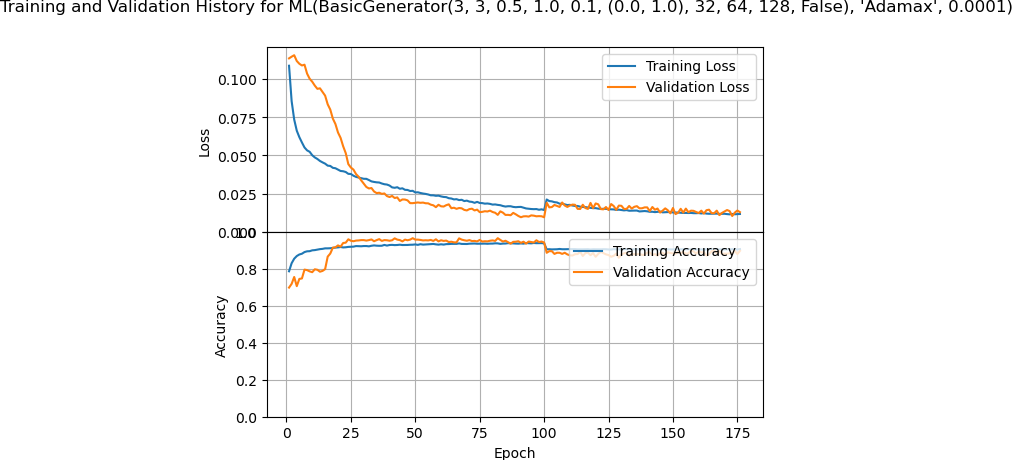 Training and Validation History for ML(BasicGenerator(3, 3, 0.5, 1.0, 0.1, (0.0, 1.0), 32, 64, 128, False), 'Adamax', 0.0001)
Training Loss
Validation Loss
0.100
0.075
0.050
0.025
0.000
Loss
Training Accuracy
Validation Accuracy
1.0
0.8
0.6
0.4
0.2
0.0
Accuracy
0 25 50 75 100 125 150 175
Epoch